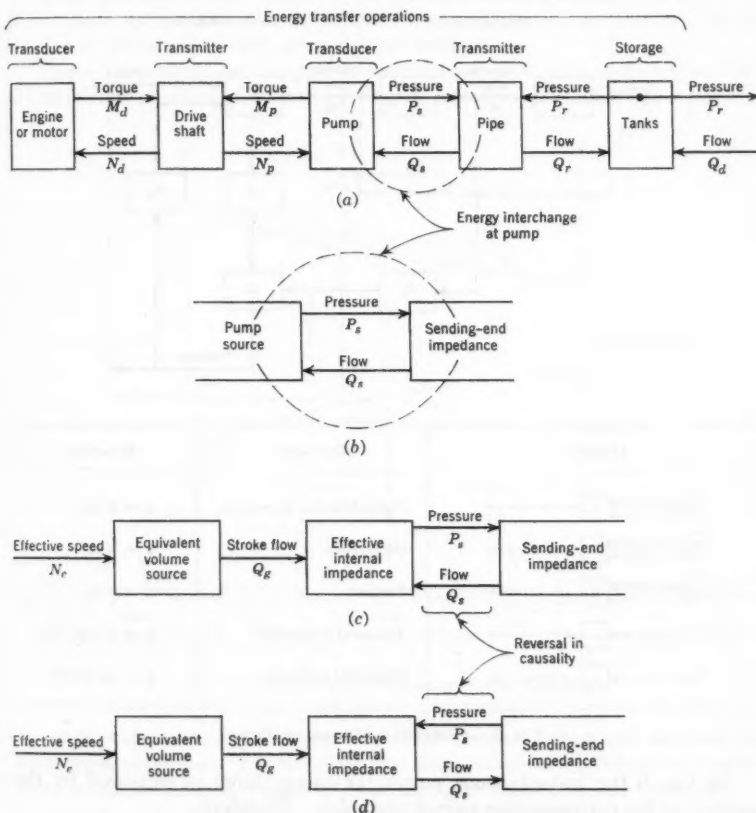 Energy transfer operations
Transducer Transmitter Transducer Transmitter Storage
Torque Torque Pressure Pressure Pressure
M_d M_p P_s P_r P_r
Engine or motor Drive shaft Pump Pipe Tanks
Speed Speed Flow Flow Flow
N_d N_p Q_s Q_r Q_d
(a)
Energy interchange
at pump
Pressure
P_s
Pump source Sending-end impedance
Flow
Q_s
(b)
Pressure
Effective speed Equivalent volume source Stroke flow Effective internal impedance P_s Sending-end impedance
N_e Q_g Flow
Q_s
(c)
Reversal in
causality
Pressure
Effective speed Equivalent volume source Stroke flow Effective internal impedance P_s Sending-end impedance
N_e Q_g Flow
Q_s
(d)